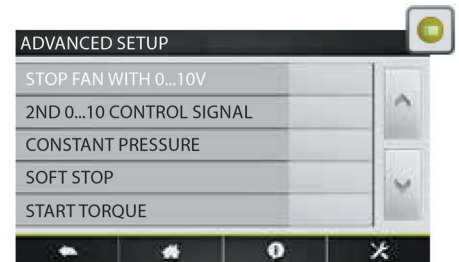 ADVANCED SETUP
STOP FAN WITH 0...10V
2ND 0...10 CONTROL SIGNAL
CONSTANT PRESSURE
SOFT STOP
START TORQUE